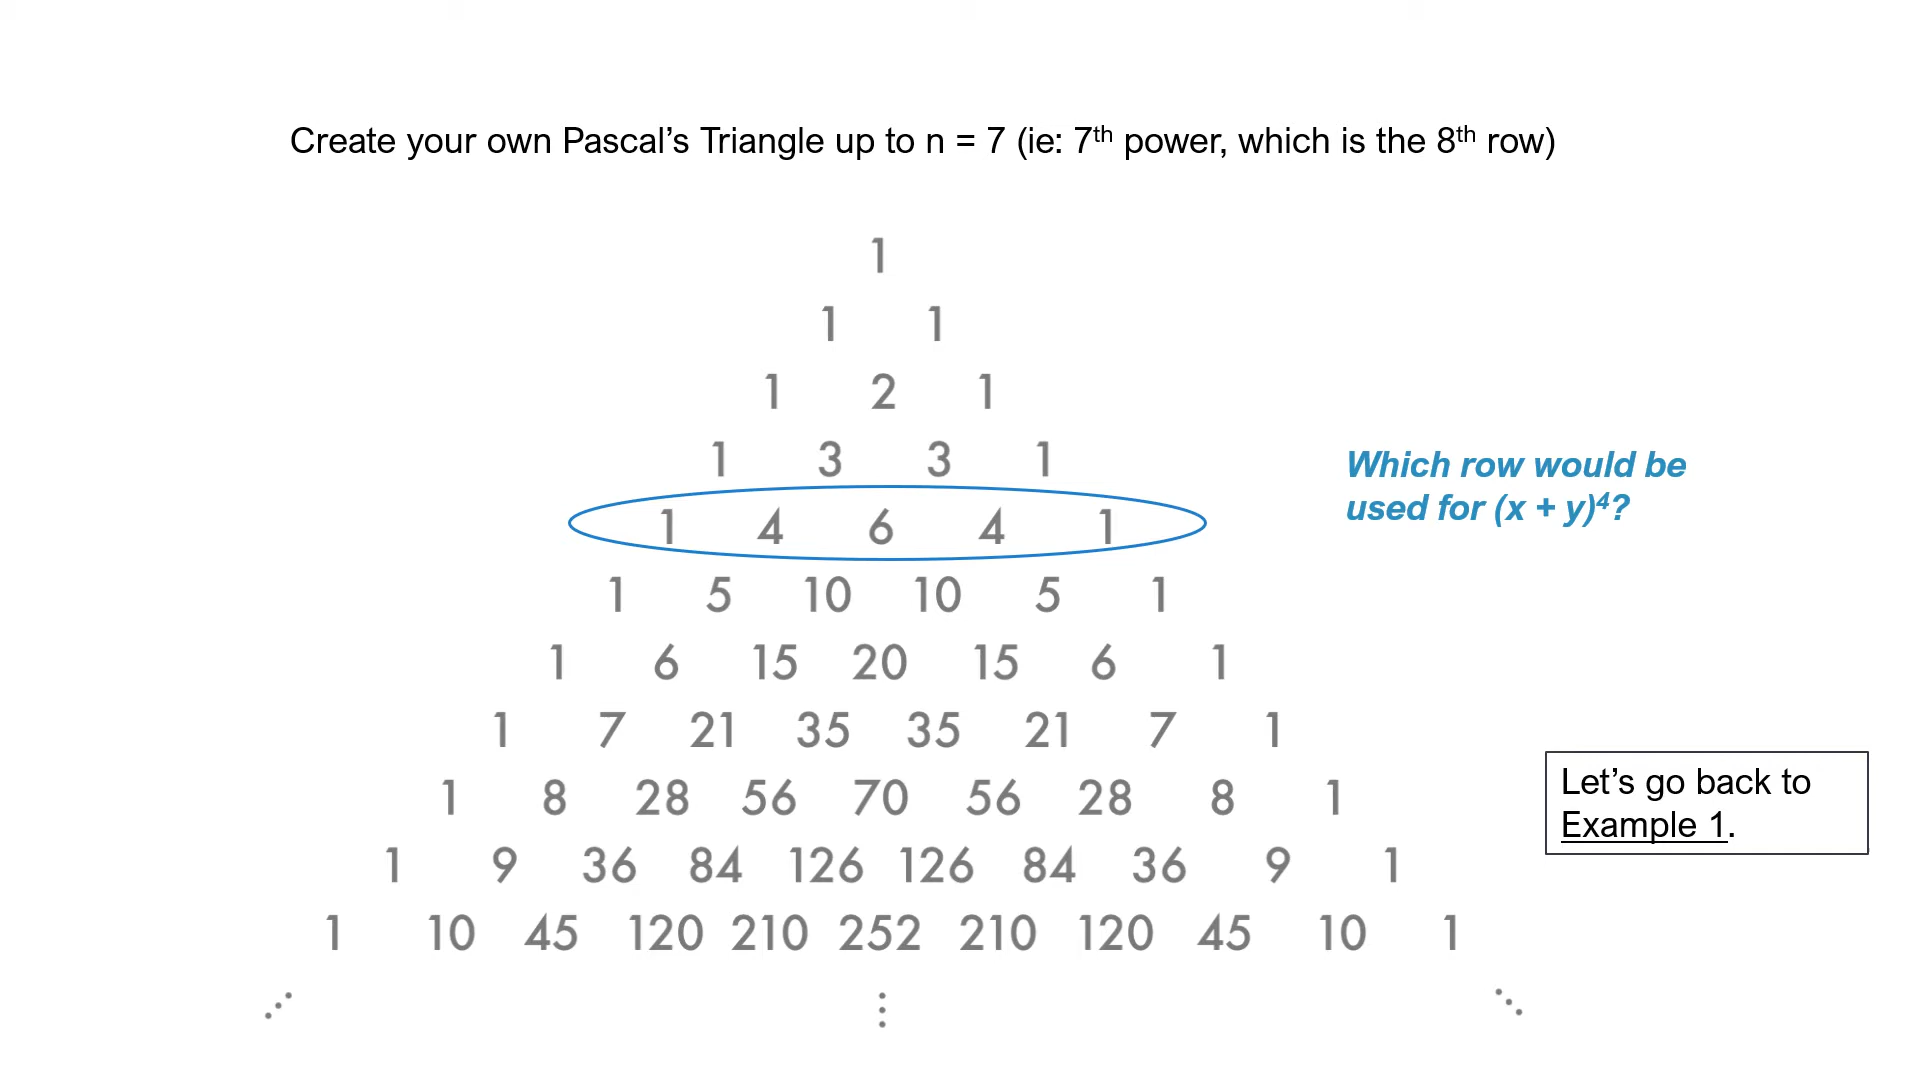 Create your own Pascal’s Triangle up to n = 7 (ie: 7th power, which is the 8th row)
1
1 1
1 2 1
1 3 3 1
Which row would be
used for (x + y)⁴?
1 4 6 4 1
1 5 10 10 5 1
1 6 15 20 15 6 1
1 7 21 35 35 21 7 1
1 8 28 56 70 56 28 8 1
Let’s go back to
Example 1.
1 9 36 84 126 126 84 36 9 1
1 10 45 120 210 252 210 120 45 10 1